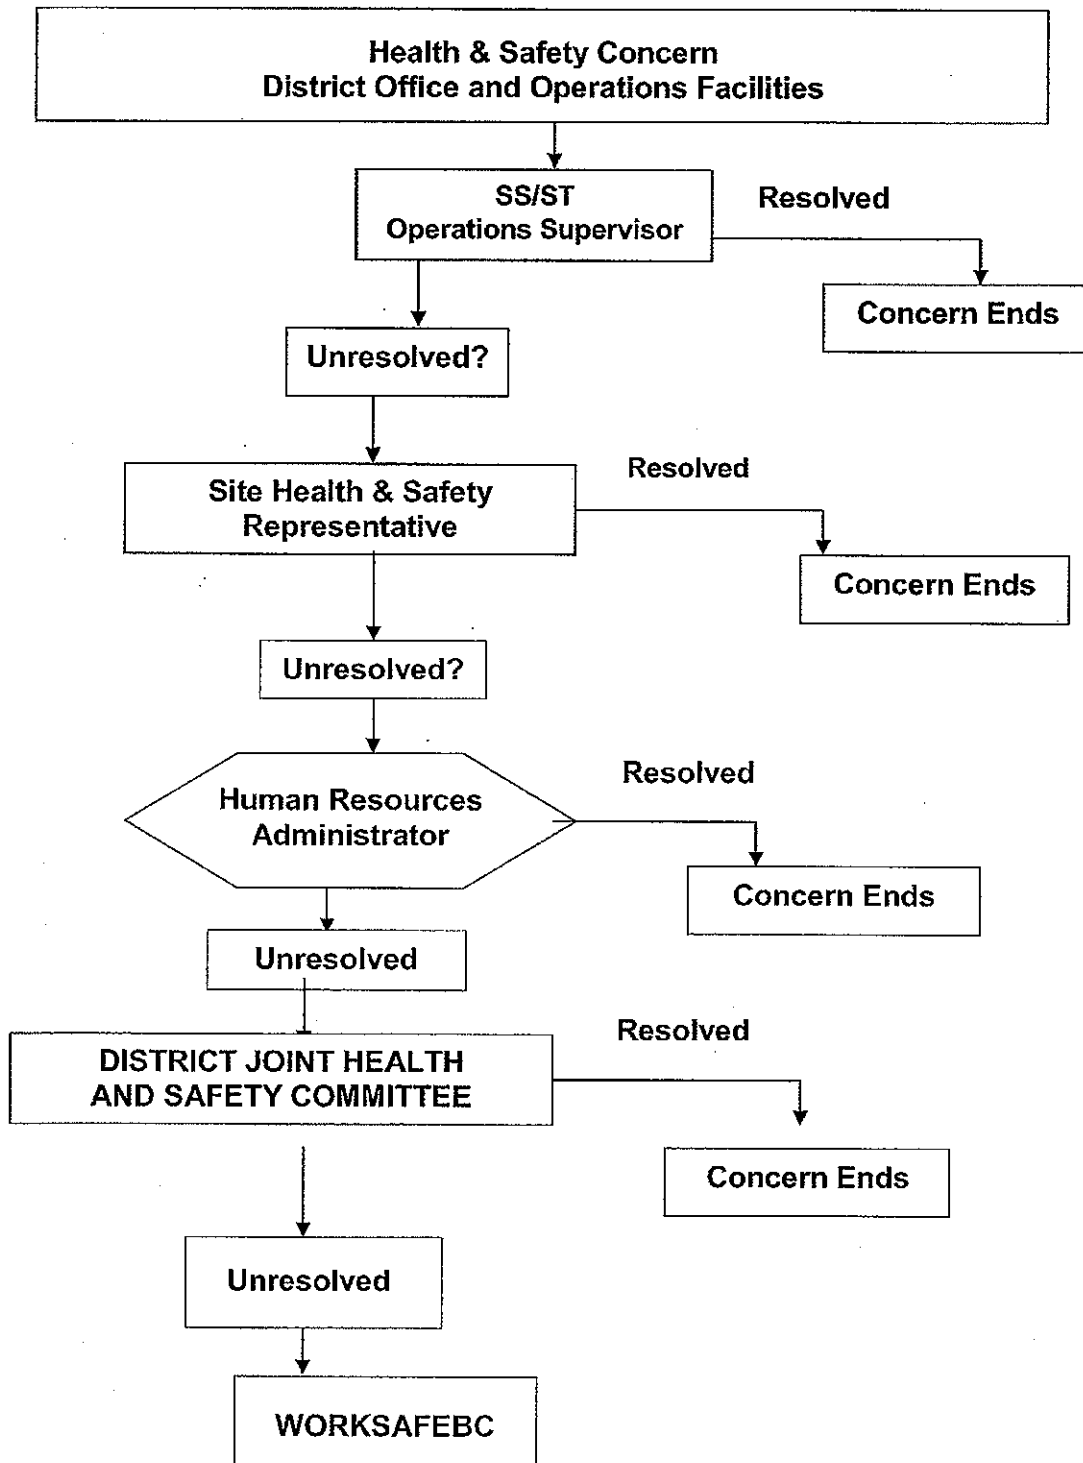 Health & Safety Concern
District Office and Operations Facilities
SS/ST
Operations Supervisor
Resolved
Concern Ends
Unresolved?
Site Health & Safety
Representative
Resolved
Concern Ends
Unresolved?
Human Resources
Administrator
Resolved
Concern Ends
Unresolved
DISTRICT JOINT HEALTH
AND SAFETY COMMITTEE
Resolved
Concern Ends
Unresolved
WORKSAFEBC